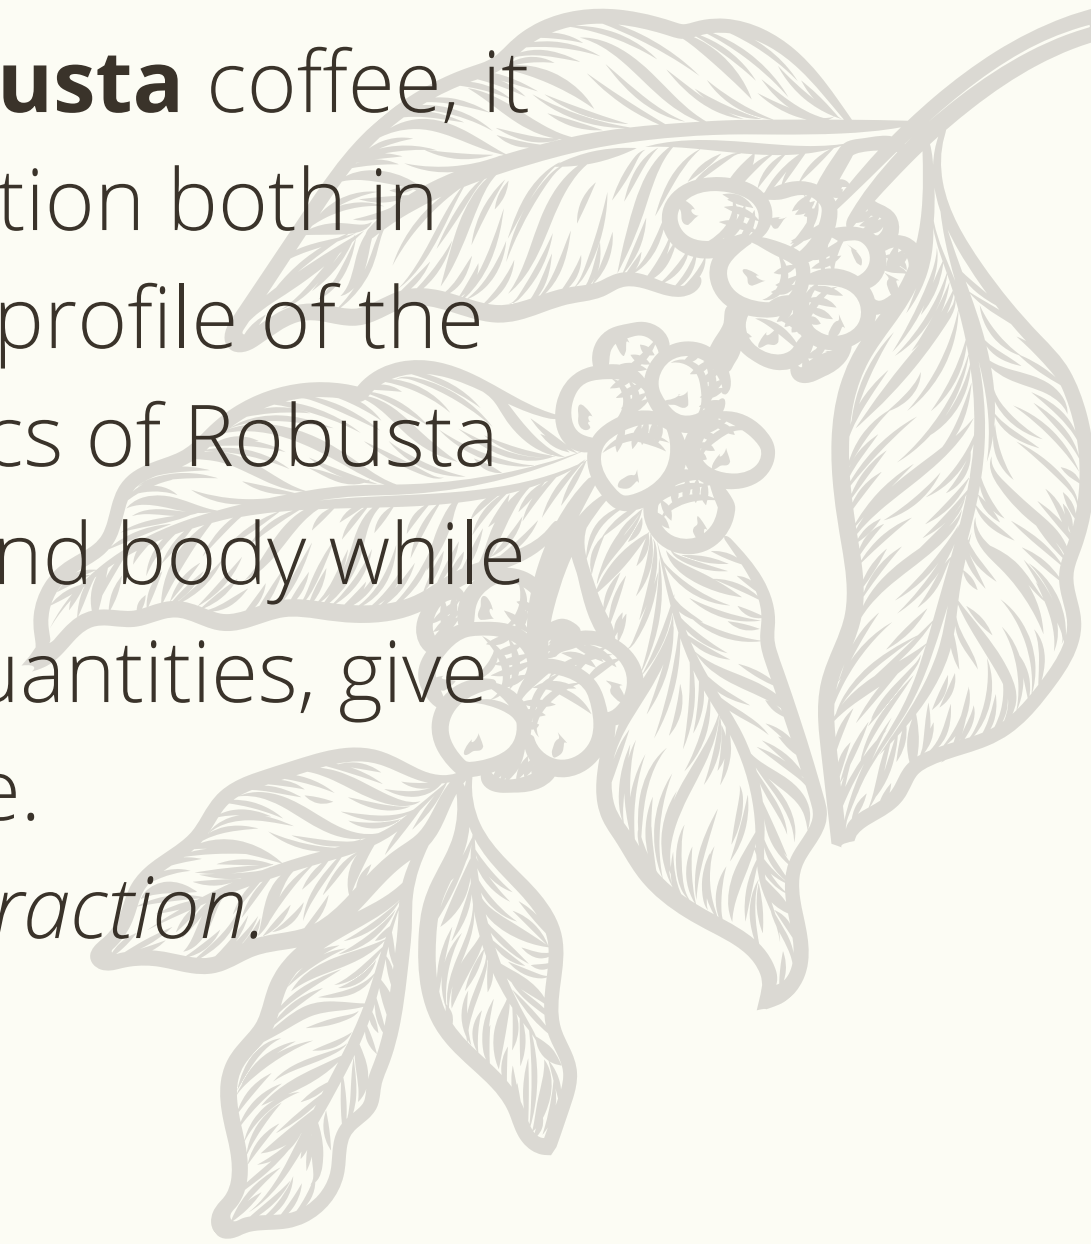 usta coffee, it
tion both in
profile of the
cs of Robusta
nd body while
uantities, give
e.
raction.